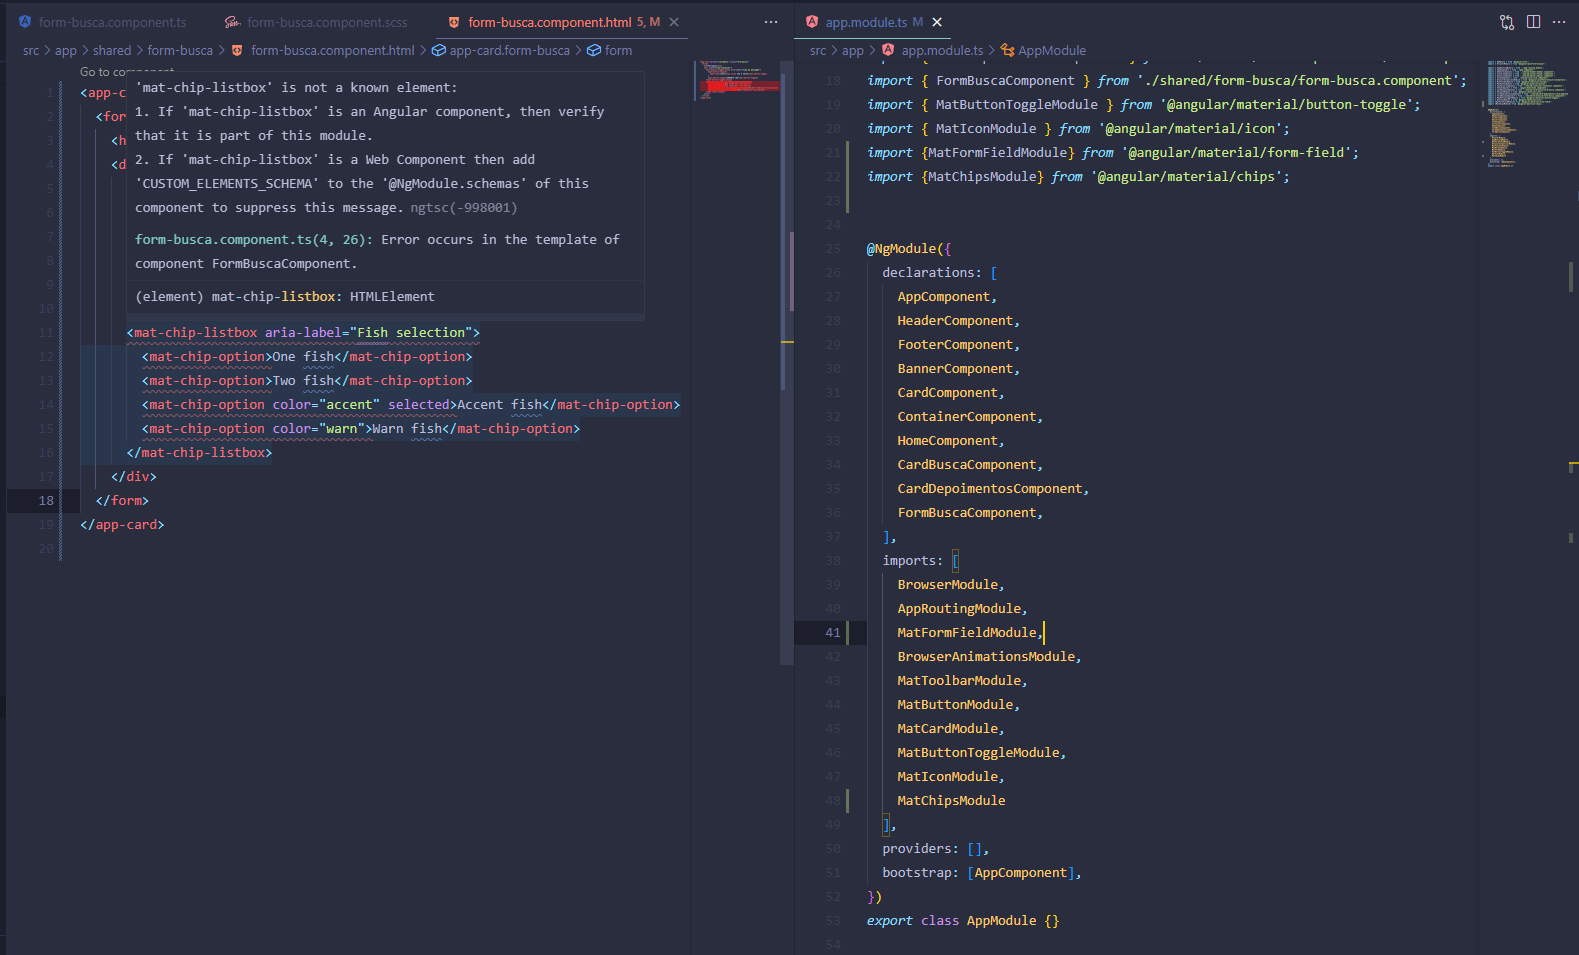 form-busca.component.ts
form-busca.component.scss
form-busca.component.html 5, M
src > app > shared > form-busca > form-busca.component.html > app-card.form-busca > form
Go to component
1 <app-c
2 <for
3 <h
4 <d
5
6
7
8
9
10
'mat-chip-listbox' is not a known element:
1. If 'mat-chip-listbox' is an Angular component, then verify
that it is part of this module.
2. If 'mat-chip-listbox' is a Web Component then add
'CUSTOM_ELEMENTS_SCHEMA' to the '@NgModule.schemas' of this
component to suppress this message. ngtsc(-998001)
form-busca.component.ts(4, 26): Error occurs in the template of
component FormBuscaComponent.
(element) mat-chip-listbox: HTMLElement
11 <mat-chip-listbox aria-label="Fish selection">
12 <mat-chip-option>One fish</mat-chip-option>
13 <mat-chip-option>Two fish</mat-chip-option>
14 <mat-chip-option color="accent" selected>Accent fish</mat-chip-option>
15 <mat-chip-option color="warn">Warn fish</mat-chip-option>
16 </mat-chip-listbox>
17 </div>
18 </form>
19 </app-card>
20
app.module.ts M
src > app > app.module.ts > AppModule
18 import { FormBuscaComponent } from './shared/form-busca/form-busca.component';
19 import { MatButtonToggleModule } from '@angular/material/button-toggle';
20 import { MatIconModule } from '@angular/material/icon';
21 import {MatFormFieldModule} from '@angular/material/form-field';
22 import {MatChipsModule} from '@angular/material/chips';
23
24
25 @NgModule({
26 declarations: [
27 AppComponent,
28 HeaderComponent,
29 FooterComponent,
30 BannerComponent,
31 CardComponent,
32 ContainerComponent,
33 HomeComponent,
34 CardBuscaComponent,
35 CardDepoimentosComponent,
36 FormBuscaComponent,
37 ],
38 imports: [
39 BrowserModule,
40 AppRoutingModule,
41 MatFormFieldModule,
42 BrowserAnimationsModule,
43 MatToolbarModule,
44 MatButtonModule,
45 MatCardModule,
46 MatButtonToggleModule,
47 MatIconModule,
48 MatChipsModule
49 ],
50 providers: [],
51 bootstrap: [AppComponent],
52 })
53 export class AppModule {}
54